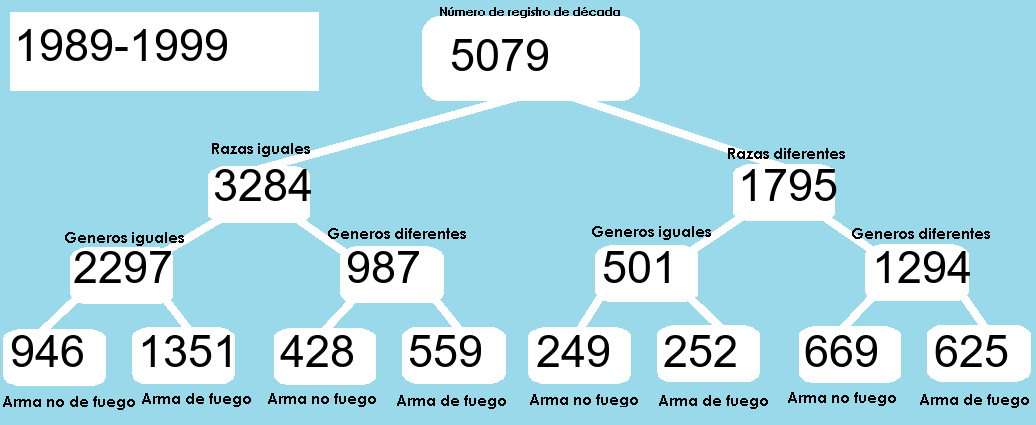 Número de registro de década
1989-1999
5079
Razas iguales
Razas diferentes
3284
1795
Generos iguales
Generos diferentes
Generos iguales
Generos diferentes
2297
987
501
1294
946
1351
428
559
249
252
669
625
Arma no de fuego
Arma de fuego
Arma no fuego
Arma de fuego
Arma no fuego
Arma de fuego
Arma no fuego
Arma de fuego